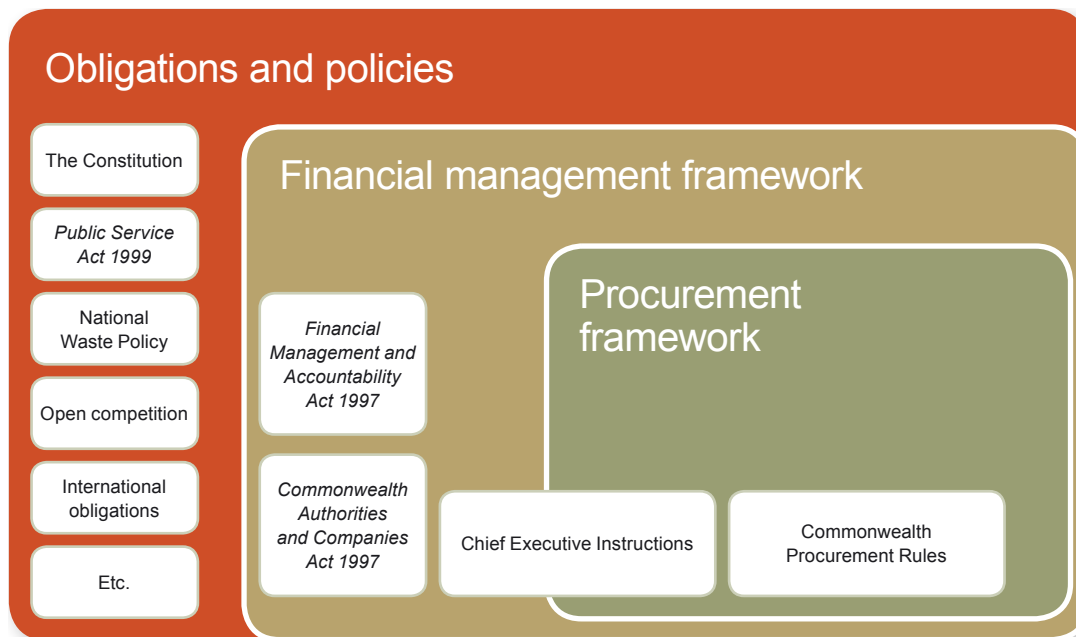 Obligations and policies
The Constitution
Public Service
Act 1999
National
Waste Policy
Open competition
International
obligations
Etc.
Financial management framework
Financial
Management and
Accountability
Act 1997
Commonwealth
Authorities
and Companies
Act 1997
Chief Executive Instructions
Procurement
framework
Commonwealth
Procurement Rules